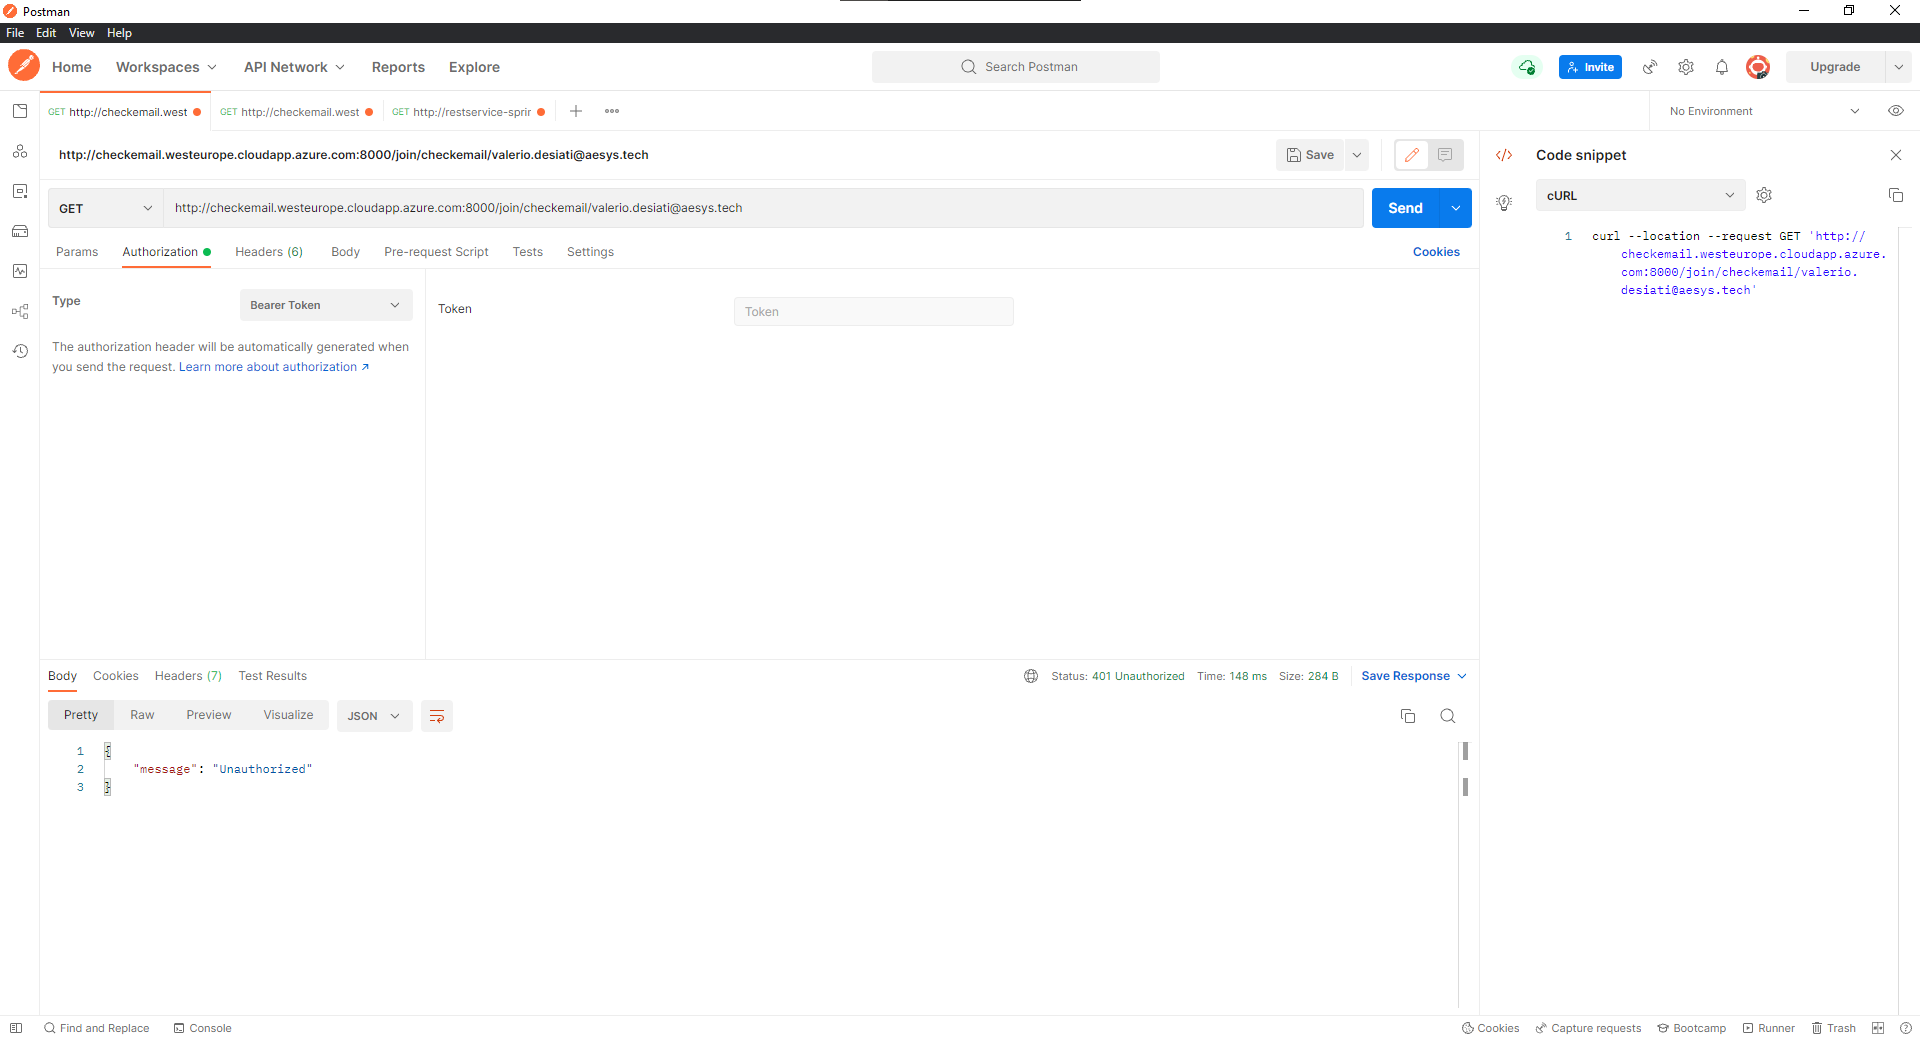 Postman
File Edit View Help
Home Workspaces API Network Reports Explore Search Postman Invite Upgrade
GET http://checkemail.west GET http://checkemail.west GET http://restservice-sprir No Environment
http://checkemail.westeurope.cloudapp.azure.com:8000/join/checkemail/valerio.desiati@aesys.tech Save
GET http://checkemail.westeurope.cloudapp.azure.com:8000/join/checkemail/valerio.desiati@aesys.tech Send
Params Authorization Headers (6) Body Pre-request Script Tests Settings Cookies
Type Bearer Token
The authorization header will be automatically generated when
you send the request. Learn more about authorization ↗
Token Token
Code snippet
cURL
1 curl --location --request GET 'http://
checkemail.westeurope.cloudapp.azure.
com:8000/join/checkemail/valerio.
desiati@aesys.tech'
Body Cookies Headers (7) Test Results Status: 401 Unauthorized Time: 148 ms Size: 284 B Save Response
Pretty Raw Preview Visualize JSON
1 {
2 "message": "Unauthorized"
3 }
Find and Replace Console Cookies Capture requests Bootcamp Runner Trash